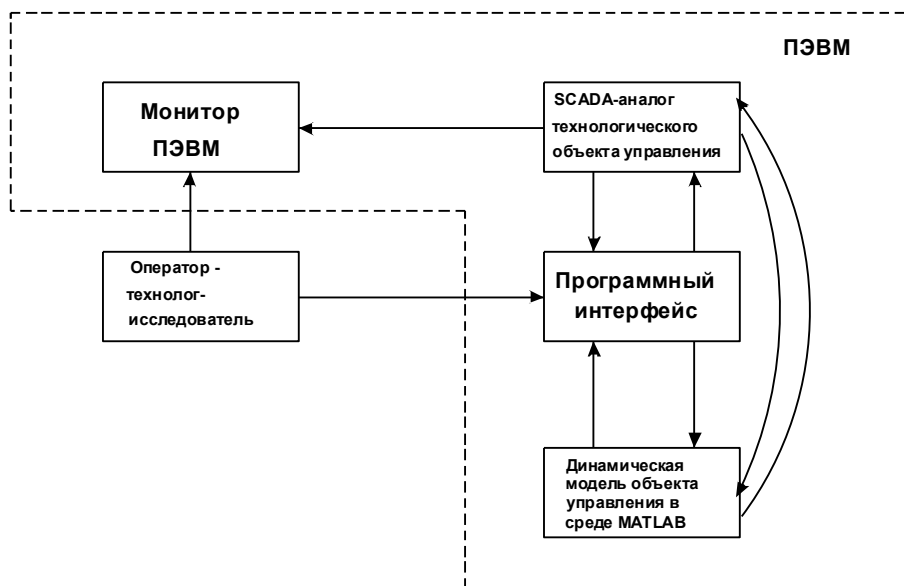 ПЭВМ
Монитор
ПЭВМ
SCADA-аналог
технологического
объекта управления
Оператор -
технолог-
исследователь
Программный
интерфейс
Динамическая
модель объекта
управления в
среде MATLAB